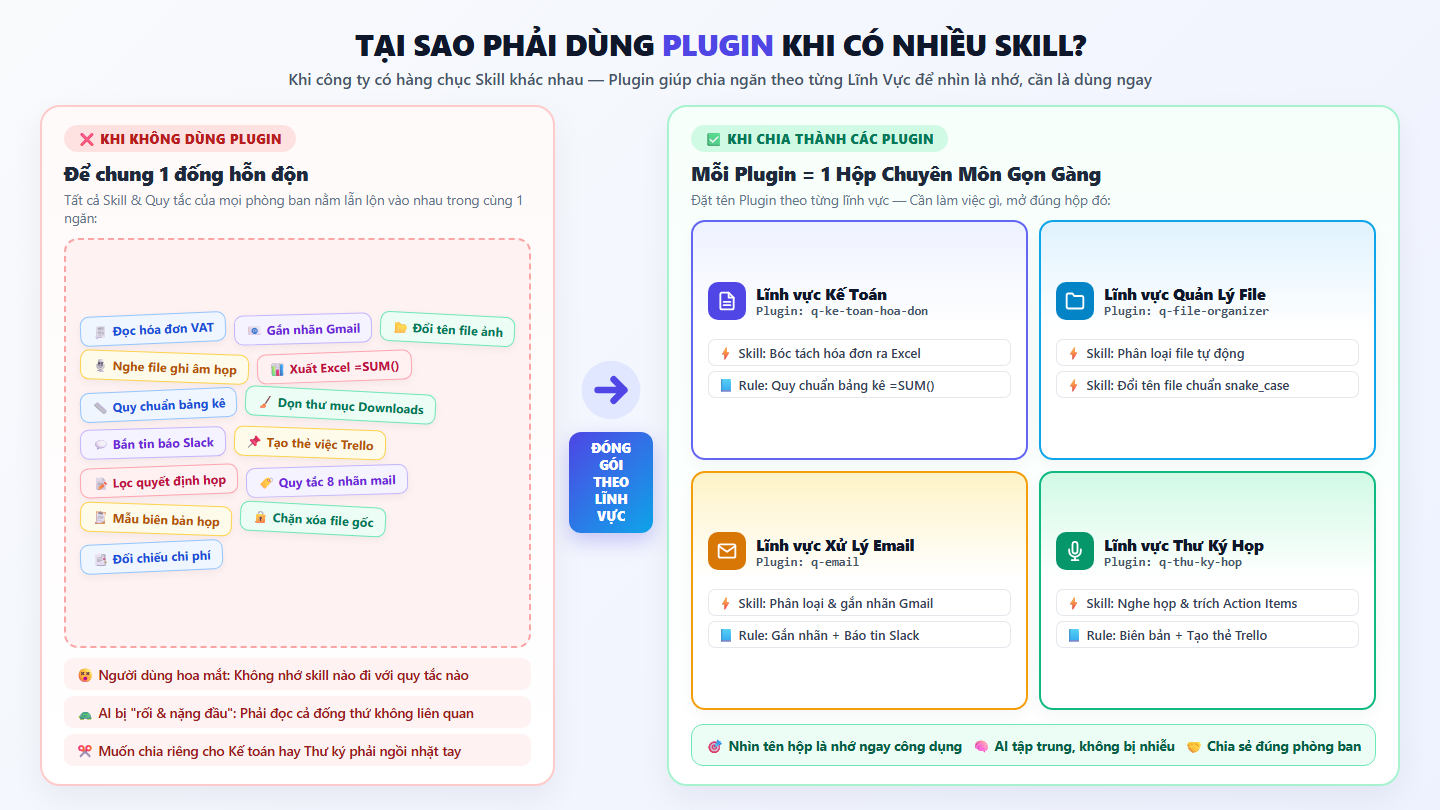 TẠI SAO PHẢI DÙNG PLUGIN KHI CÓ NHIỀU SKILL?
Khi công ty có hàng chục Skill khác nhau — Plugin giúp chia ngăn theo từng Lĩnh Vực để nhìn là nhớ, cần là dùng ngay
KHI KHÔNG DÙNG PLUGIN
Để chung 1 đống hỗn độn
Tất cả Skill & Quy tắc của mọi phòng ban nằm lẫn lộn vào nhau trong cùng 1
ngăn:
Đọc hóa đơn VAT
Gắn nhãn Gmail
Đổi tên file ảnh
Nghe file ghi âm họp
Xuất Excel =SUM()
Quy chuẩn bảng kê
Dọn thư mục Downloads
Bắn tin báo Slack
Tạo thẻ việc Trello
Lọc quyết định họp
Quy tắc 8 nhãn mail
Mẫu biên bản họp
Chặn xóa file gốc
Đối chiếu chi phí
Người dùng hoa mắt: Không nhớ skill nào đi với quy tắc nào
AI bị "rối & nặng đầu": Phải đọc cả đống thứ không liên quan
Muốn chia riêng cho Kế toán hay Thư ký phải ngồi nhặt tay
ĐÓNG
GÓI
THEO
LĨNH
VỰC
KHI CHIA THÀNH CÁC PLUGIN
Mỗi Plugin = 1 Hộp Chuyên Môn Gọn Gàng
Đặt tên Plugin theo từng lĩnh vực — Cần làm việc gì, mở đúng hộp đó:
Lĩnh vực Kế Toán
Plugin: q-ke-toan-hoa-don
Skill: Bóc tách hóa đơn ra Excel
Rule: Quy chuẩn bảng kê =SUM()
Lĩnh vực Quản Lý File
Plugin: q-file-organizer
Skill: Phân loại file tự động
Skill: Đổi tên file chuẩn snake_case
Lĩnh vực Xử Lý Email
Plugin: q-email
Skill: Phân loại & gắn nhãn Gmail
Rule: Gắn nhãn + Báo tin Slack
Lĩnh vực Thư Ký Họp
Plugin: q-thu-ky-hop
Skill: Nghe họp & trích Action Items
Rule: Biên bản + Tạo thẻ Trello
Nhìn tên hộp là nhớ ngay công dụng
AI tập trung, không bị nhiễu
Chia sẻ đúng phòng ban